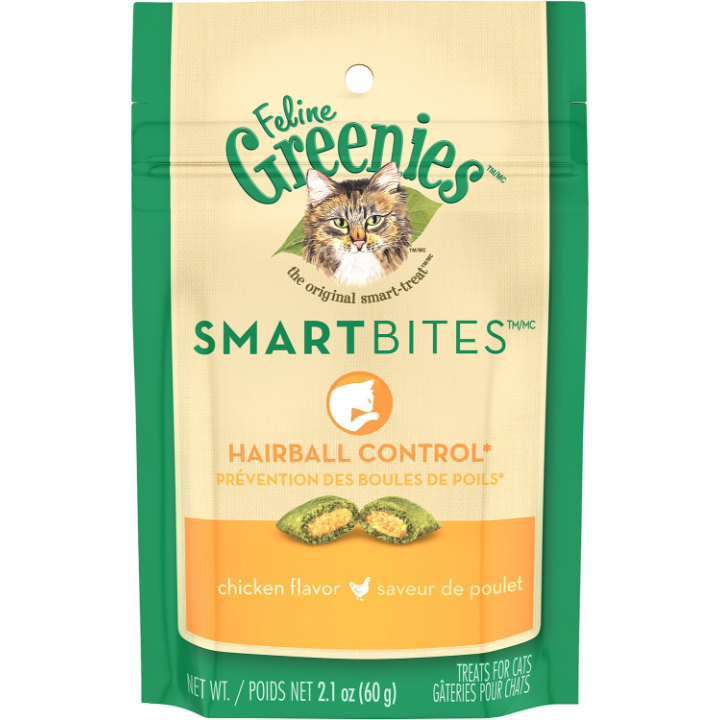 Feline
Greenies TM/MC
TM/MC
the original smart-treat TM/MC
SMARTBITES TM/MC
HAIRBALL CONTROL*
PRÉVENTION DES BOULES DE POILS*
chicken flavor saveur de poulet
TREATS FOR CATS
NET WT. / POIDS NET 2.1 oz (60 g) GÂTERIES POUR CHATS